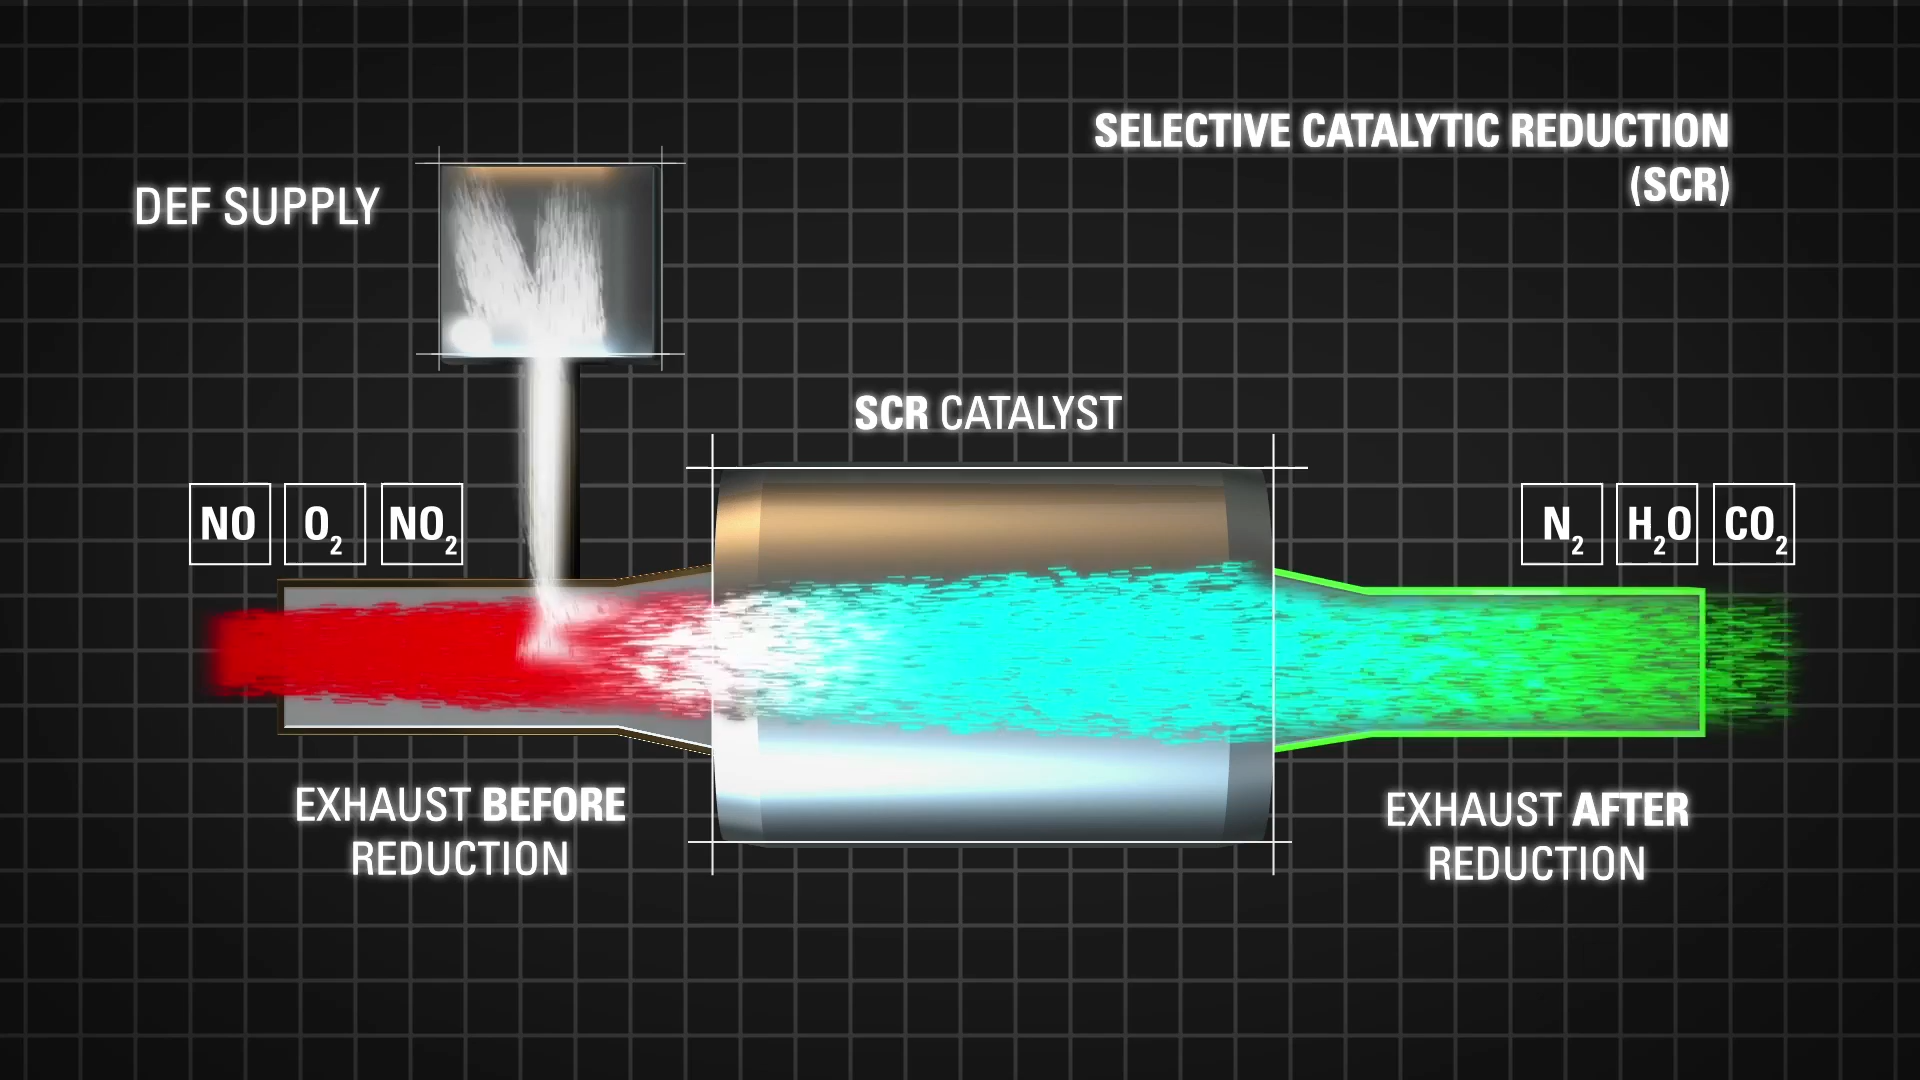 SELECTIVE CATALYTIC REDUCTION
(SCR)
DEF SUPPLY
SCR CATALYST
NO O₂ NO₂
N₂ H₂O CO₂
EXHAUST BEFORE
REDUCTION
EXHAUST AFTER
REDUCTION